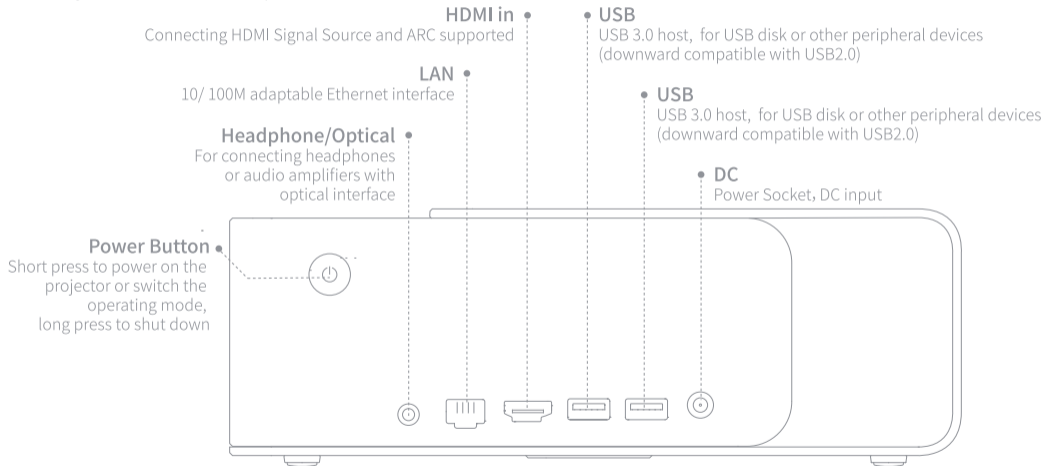 HDMI in
Connecting HDMI Signal Source and ARC supported
USB
USB 3.0 host, for USB disk or other peripheral devices
(downward compatible with USB2.0)
LAN
10/ 100M adaptable Ethernet interface
USB
USB 3.0 host, for USB disk or other peripheral devices
(downward compatible with USB2.0)
Headphone/Optical
For connecting headphones
or audio amplifiers with
optical interface
DC
Power Socket, DC input
Power Button
Short press to power on the
projector or switch the
operating mode,
long press to shut down